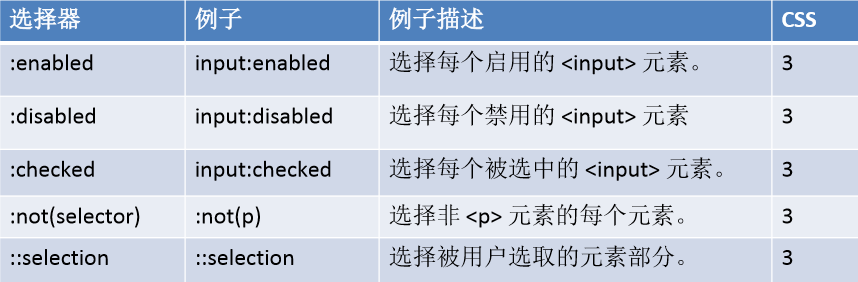 选择器 例子 例子描述 CSS
:enabled input:enabled 选择每个启用的 <input> 元素。 3
:disabled input:disabled 选择每个禁用的 <input> 元素 3
:checked input:checked 选择每个被选中的 <input> 元素。 3
:not(selector) :not(p) 选择非 <p> 元素的每个元素。 3
::selection ::selection 选择被用户选取的元素部分。 3